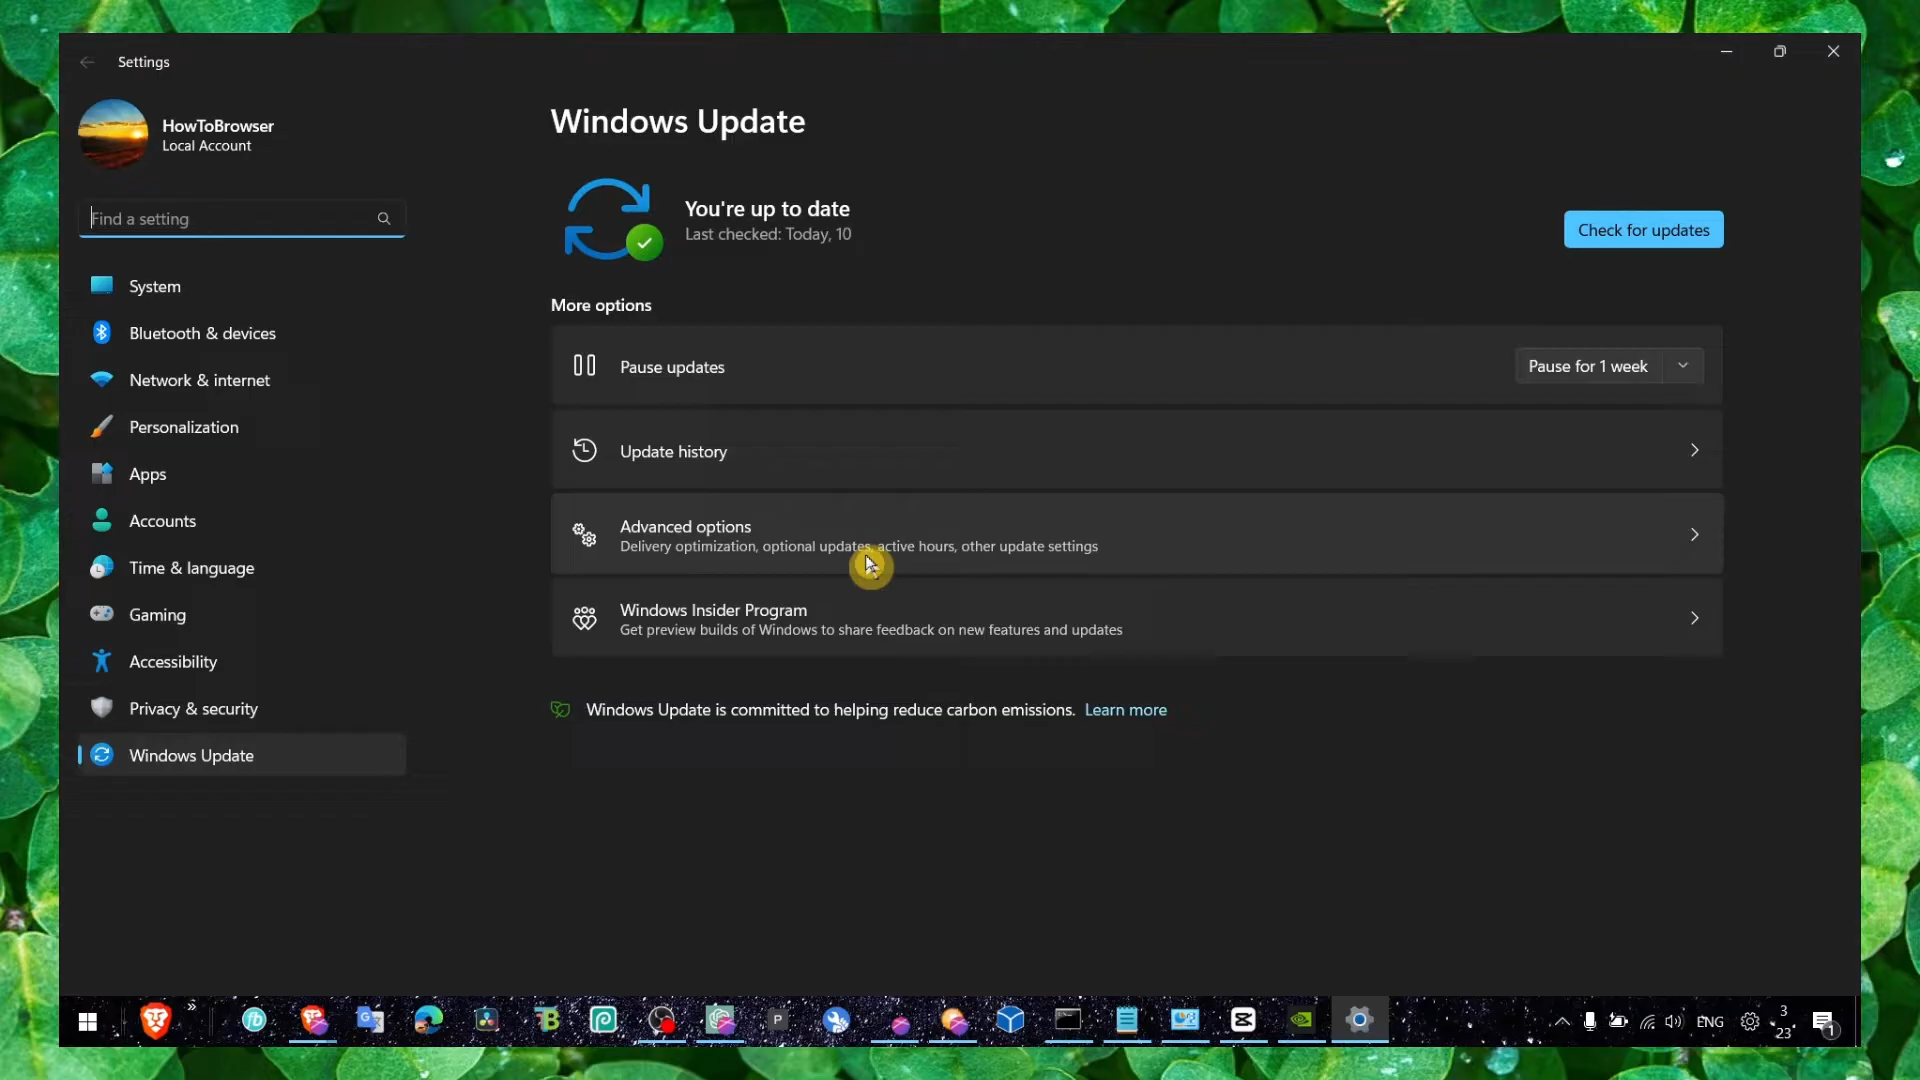 Settings
HowToBrowser
Local Account
Find a setting
System
Bluetooth & devices
Network & internet
Personalization
Apps
Accounts
Time & language
Gaming
Accessibility
Privacy & security
Windows Update
Windows Update
You're up to date
Last checked: Today, 10
Check for updates
More options
Pause updates
Pause for 1 week
Update history
Advanced options
Delivery optimization, optional updates, active hours, other update settings
Windows Insider Program
Get preview builds of Windows to share feedback on new features and updates
Windows Update is committed to helping reduce carbon emissions. Learn more
ENG
3
23
1